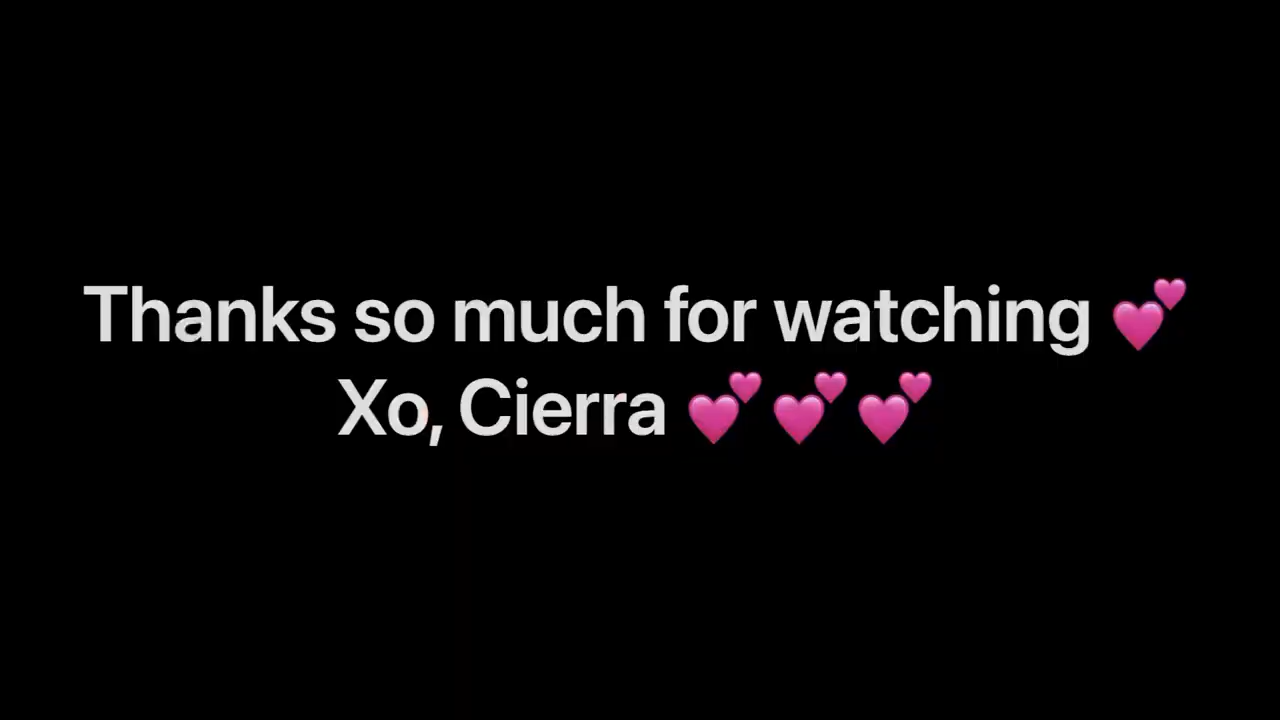 Thanks so much for watching 💕
Xo, Cierra 💕💕💕